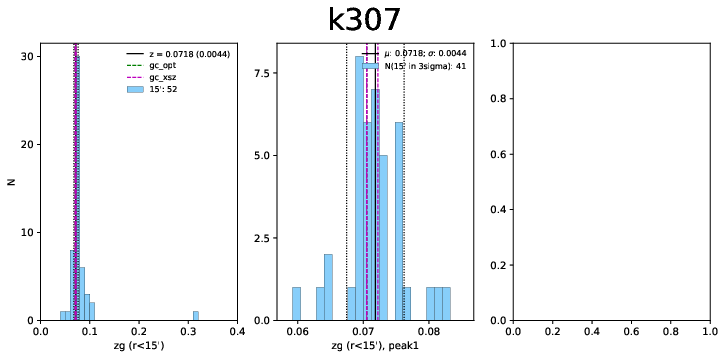 k307
z = 0.0718 (0.0044)
gc_opt
gc_xsz
15': 52
N
30
20
10
0
0.0 0.1 0.2 0.3 0.4
zg (r<15')
μ: 0.0718; σ: 0.0044
N(15' in 3sigma): 41
7.5
5.0
2.5
0.0
0.06 0.07 0.08
zg (r<15'), peak1
1.0
0.8
0.6
0.4
0.2
0.0
0.0 0.2 0.4 0.6 0.8 1.0